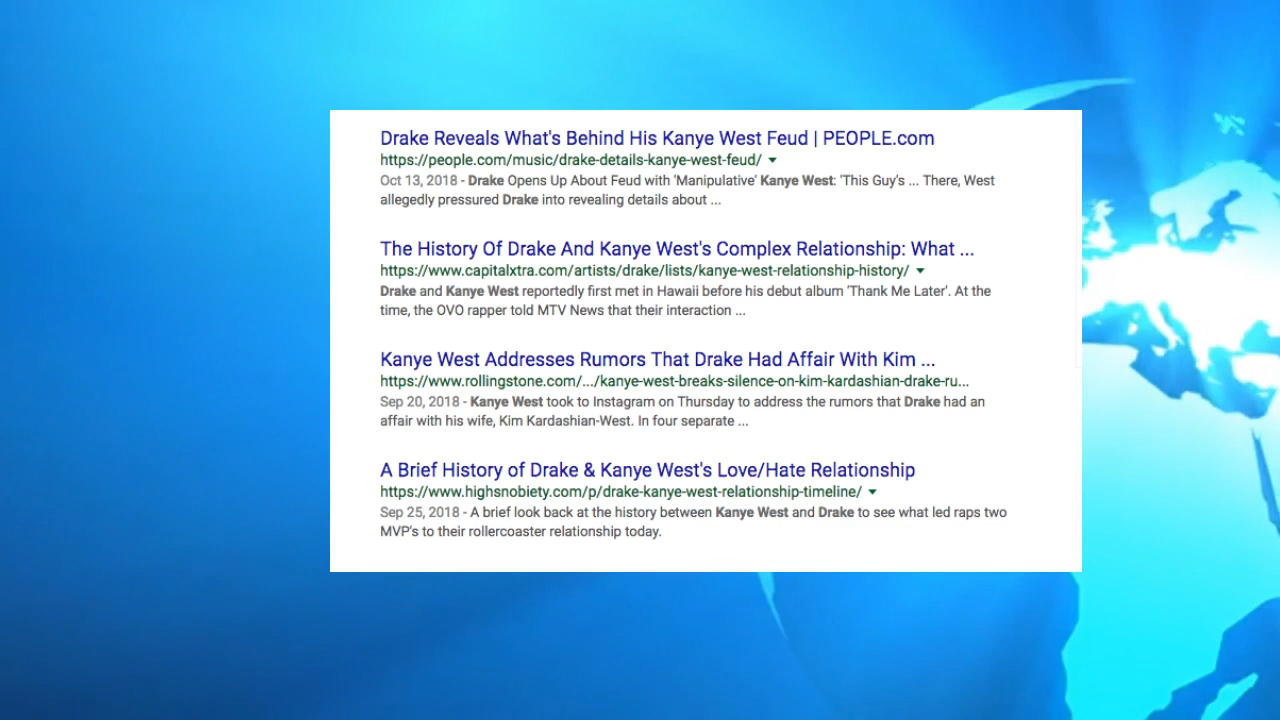 Drake Reveals What's Behind His Kanye West Feud | PEOPLE.com
https://people.com/music/drake-details-kanye-west-feud/
Oct 13, 2018 - Drake Opens Up About Feud with 'Manipulative' Kanye West: 'This Guy's ... There, West
allegedly pressured Drake into revealing details about ...
The History Of Drake And Kanye West's Complex Relationship: What ...
https://www.capitalxtra.com/artists/drake/lists/kanye-west-relationship-history/
Drake and Kanye West reportedly first met in Hawaii before his debut album 'Thank Me Later'. At the
time, the OVO rapper told MTV News that their interaction ...
Kanye West Addresses Rumors That Drake Had Affair With Kim ...
https://www.rollingstone.com/.../kanye-west-breaks-silence-on-kim-kardashian-drake-ru...
Sep 20, 2018 - Kanye West took to Instagram on Thursday to address the rumors that Drake had an
affair with his wife, Kim Kardashian-West. In four separate ...
A Brief History of Drake & Kanye West's Love/Hate Relationship
https://www.highsnobiety.com/p/drake-kanye-west-relationship-timeline/
Sep 25, 2018 - A brief look back at the history between Kanye West and Drake to see what led raps two
MVP's to their rollercoaster relationship today.